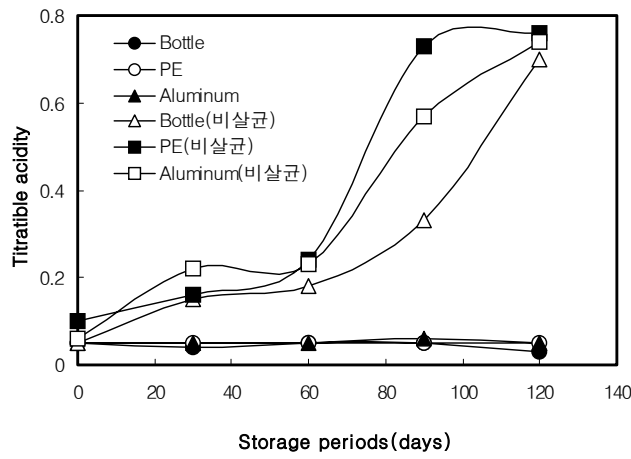 0.8
0.6
0.4
0.2
0
Titratible acidity
Bottle
PE
Aluminum
Bottle(비살균)
PE(비살균)
Aluminum(비살균)
0 20 40 60 80 100 120 140
Storage periods(days)